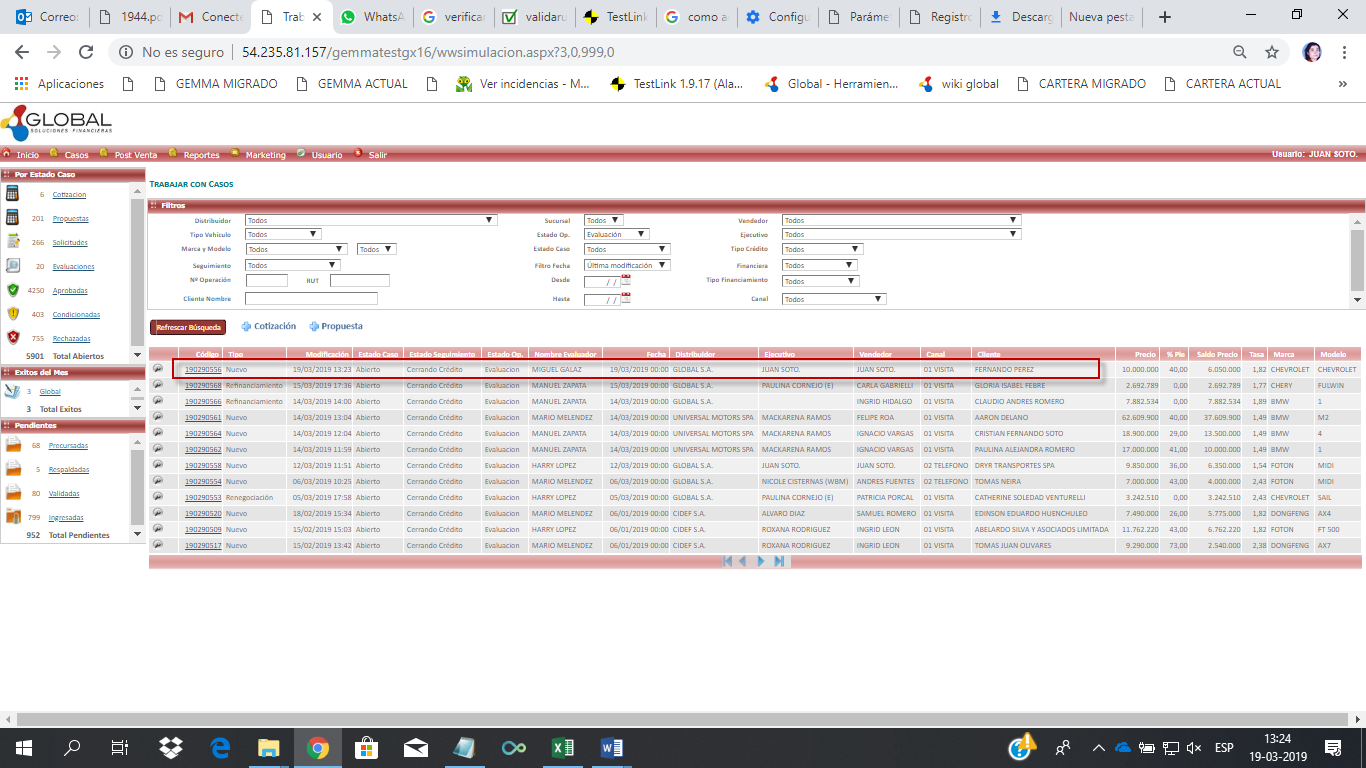 Correo:
1944.pd
Conecte
Trab
WhatsA
verificar
validaru
TestLink
como ac
Configu
Parámet
Registro
Descarg
Nueva pesta
No es seguro | 54.235.81.157/gemmatestgx16/wwsimulacion.aspx?3,0,999,0
Aplicaciones
GEMMA MIGRADO
GEMMA ACTUAL
Ver incidencias - M...
TestLink 1.9.17 (Ala...
Global - Herramien...
wiki global
CARTERA MIGRADO
CARTERA ACTUAL
»
GLOBAL
SOLUCIONES FINANCIERAS
Inicio Casos Post Venta Reportes Marketing Usuario Salir Usuario: JUAN SOTO.
Por Estado Caso
6 Cotizacion
201 Propuestas
266 Solicitudes
20 Evaluaciones
4250 Aprobadas
403 Condicionadas
755 Rechazadas
5901 Total Abiertos
Exitos del Mes
3 Global
3 Total Exitos
Pendientes
68 Precursadas
5 Respaldadas
80 Validadas
799 Ingresadas
952 Total Pendientes
TRABAJAR CON CASOS
Filtros
Distribuidor Todos Sucursal Todos Vendedor Todos
Tipo Vehículo Todos Estado Op. Evaluación Ejecutivo Todos
Marca y Modelo Todos Todos Estado Caso Todos Tipo Crédito Todos
Seguimiento Todos Filtro Fecha Última modificación Financiera Todos
Nº Operación RUT Desde / / Tipo Financiamiento Todos
Cliente Nombre Hasta / / Canal Todos
Refrescar Búsqueda Cotización Propuesta
Código Tipo Modificación Estado Caso Estado Seguimiento Estado Op. Nombre Evaluador Fecha Distribuidor Ejecutivo Vendedor Canal Cliente Precio % Pie Saldo Precio Tasa Marca Modelo
190290556 Nuevo 19/03/2019 13:23 Abierto Cerrando Crédito Evaluacion MIGUEL GALAZ 19/03/2019 00:00 GLOBAL S.A. JUAN SOTO. JUAN SOTO. 01 VISITA FERNANDO PEREZ 10.000.000 40,00 6.050.000 1,82 CHEVROLET CHEVROLET
190290568 Refinanciamiento 15/03/2019 17:36 Abierto Cerrando Crédito Evaluacion MANUEL ZAPATA 15/03/2019 00:00 GLOBAL S.A. PAULINA CORNEJO (E) CARLA GABRIELLI 01 VISITA GLORIA ISABEL FEBRE 2.692.789 0,00 2.692.789 1,77 CHERY FULWIN
190290566 Refinanciamiento 14/03/2019 14:00 Abierto Cerrando Crédito Evaluacion MANUEL ZAPATA 14/03/2019 00:00 GLOBAL S.A. INGRID HIDALGO 01 VISITA CLAUDIO ANDRES ROMERO 7.882.534 0,00 7.882.534 1,89 BMW 1
190290561 Nuevo 14/03/2019 13:04 Abierto Cerrando Crédito Evaluacion MARIO MELENDEZ 14/03/2019 00:00 UNIVERSAL MOTORS SPA MACKARENA RAMOS FELIPE ROA 01 VISITA AARON DELANO 62.609.900 40,00 37.609.900 1,49 BMW M2
190290564 Nuevo 14/03/2019 12:04 Abierto Cerrando Crédito Evaluacion MANUEL ZAPATA 14/03/2019 00:00 UNIVERSAL MOTORS SPA MACKARENA RAMOS IGNACIO VARGAS 01 VISITA CRISTIAN FERNANDO SOTO 18.900.000 29,00 13.500.000 1,49 BMW 4
190290562 Nuevo 14/03/2019 11:59 Abierto Cerrando Crédito Evaluacion MANUEL ZAPATA 14/03/2019 00:00 UNIVERSAL MOTORS SPA MACKARENA RAMOS IGNACIO VARGAS 01 VISITA PAULINA ALEJANDRA ROMERO 17.000.000 41,00 10.000.000 1,49 BMW 1
190290558 Nuevo 12/03/2019 11:51 Abierto Cerrando Crédito Evaluacion HARRY LOPEZ 12/03/2019 00:00 GLOBAL S.A. JUAN SOTO. JUAN SOTO. 02 TELEFONO DRYR TRANSPORTES SPA 9.850.000 36,00 6.350.000 1,54 FOTON MIDI
190290554 Nuevo 06/03/2019 10:25 Abierto Cerrando Crédito Evaluacion MARIO MELENDEZ 06/03/2019 00:00 GLOBAL S.A. NICOLE CISTERNAS (WBM) ANDRES FUENTES 02 TELEFONO TOMAS NEIRA 7.000.000 43,00 4.000.000 2,43 FOTON MIDI
190290553 Renegociación 05/03/2019 17:58 Abierto Cerrando Crédito Evaluacion HARRY LOPEZ 05/03/2019 00:00 GLOBAL S.A. PAULINA CORNEJO (E) PATRICIA PORCAL 01 VISITA CATHERINE SOLEDAD VENTURELLI 3.242.510 0,00 3.242.510 2,43 CHEVROLET SAIL
190290520 Nuevo 18/02/2019 15:34 Abierto Cerrando Crédito Evaluacion MARIO MELENDEZ 06/03/2019 00:00 CIDEF S.A. ALVARO DIAZ SAMUEL ROMERO 01 VISITA EDINSON EDUARDO HUENCHULEO 7.490.000 26,00 5.775.000 1,82 DONGFENG AX4
190290509 Nuevo 15/02/2019 15:03 Abierto Cerrando Crédito Evaluacion HARRY LOPEZ 06/01/2019 00:00 CIDEF S.A. ROXANA RODRIGUEZ INGRID LEON 01 VISITA ABELARDO SILVA Y ASOCIADOS LIMITADA 11.762.220 43,00 6.762.220 1,82 FOTON FT 500
190290517 Nuevo 15/02/2019 13:42 Abierto Cerrando Crédito Evaluacion MARIO MELENDEZ 06/01/2019 00:00 CIDEF S.A. ROXANA RODRIGUEZ INGRID LEON 01 VISITA TOMAS JUAN OLIVARES 9.290.000 73,00 2.540.000 2,38 DONGFENG AX7
ESP
13:24
19-03-2019